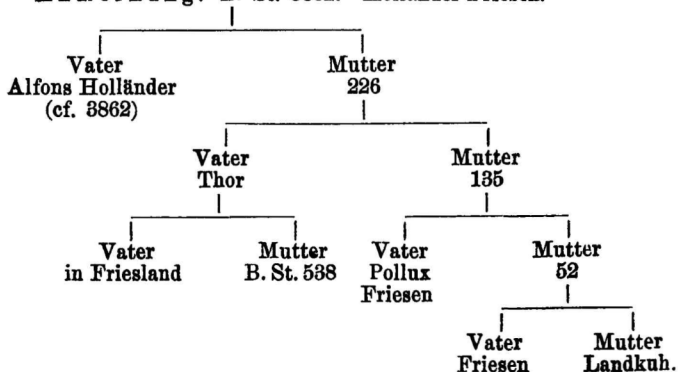 Vater Mutter
Alfons Holländer 226
(cf. 3862)
Vater Mutter
Thor 135
Vater Mutter Vater Mutter
in Friesland B. St. 538 Pollux 52
Friesen
Vater Mutter
Friesen Landkuh.